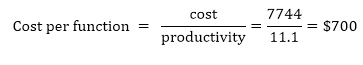 Cost per function = cost / productivity = 7744 / 11.1 = $700